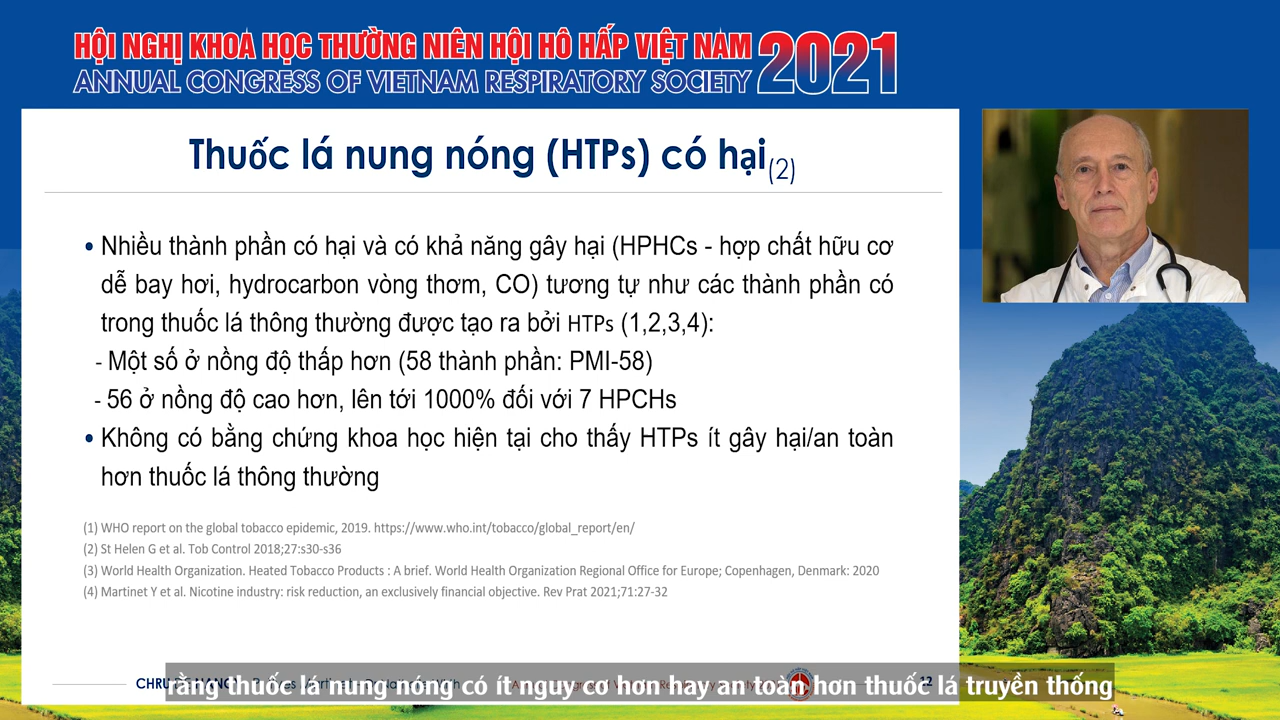 HỘI NGHỊ KHOA HỌC THƯỜNG NIÊN HỘI HÔ HẤP VIỆT NAM 2021
ANNUAL CONGRESS OF VIETNAM RESPIRATORY SOCIETY
Thuốc lá nung nóng (HTPs) có hại(2)
• Nhiều thành phần có hại và có khả năng gây hại (HPHCs - hợp chất hữu cơ
dễ bay hơi, hydrocarbon vòng thơm, CO) tương tự như các thành phần có
trong thuốc lá thông thường được tạo ra bởi HTPs (1,2,3,4):
- Một số ở nồng độ thấp hơn (58 thành phần: PMI-58)
- 56 ở nồng độ cao hơn, lên tới 1000% đối với 7 HPCHs
• Không có bằng chứng khoa học hiện tại cho thấy HTPs ít gây hại/an toàn
hơn thuốc lá thông thường
(1) WHO report on the global tobacco epidemic, 2019. https://www.who.int/tobacco/global_report/en/
(2) St Helen G et al. Tob Control 2018;27:s30-s36
(3) World Health Organization. Heated Tobacco Products : A brief. World Health Organization Regional Office for Europe; Copenhagen, Denmark: 2020
(4) Martinet Y et al. Nicotine industry: risk reduction, an exclusively financial objective. Rev Prat 2021;71:27-32
CHRU
12
rằng thuốc lá nung nóng có ít nguy cơ hơn hay an toàn hơn thuốc lá truyền thống